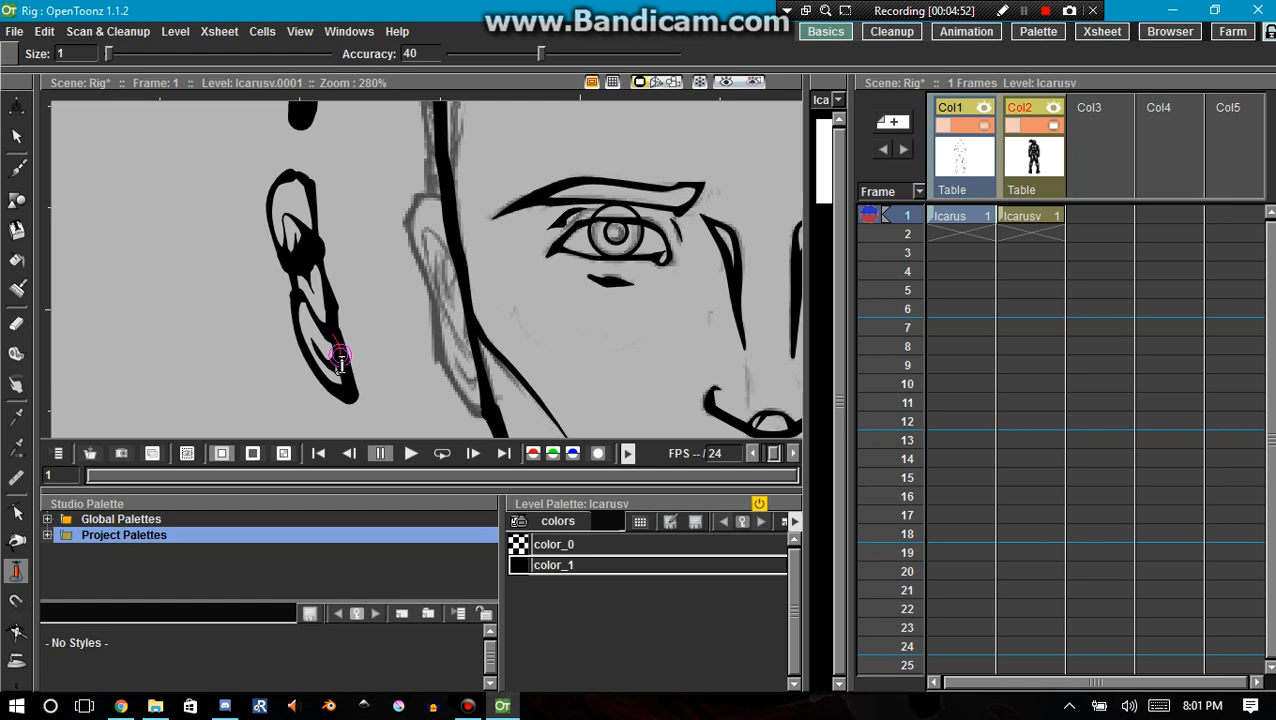 Rig : OpenToonz 1.1.2
www.Bandicam.com
Recording [00:04:52]
File Edit Scan & Cleanup Level Xsheet Cells View Windows Help
Basics Cleanup Animation Palette Xsheet Browser Farm
Size: 1 Accuracy: 40
Scene: Rig* :: Frame: 1 :: Level: Icarusv.0001 :: Zoom : 280%
Scene: Rig* :: 1 Frames Level: Icarusv
Ica
Col1 Col2 Col3 Col4 Col5
Table Table
Frame
1 Icarus 1 Icarusv 1
2
3
4
5
6
7
8
9
10
11
12
13
14
15
16
17
18
19
20
21
22
23
24
25
FPS -- / 24
1
Studio Palette
Global Palettes
Project Palettes
- No Styles -
Level Palette: Icarusv
colors
color_0
color_1
8:01 PM